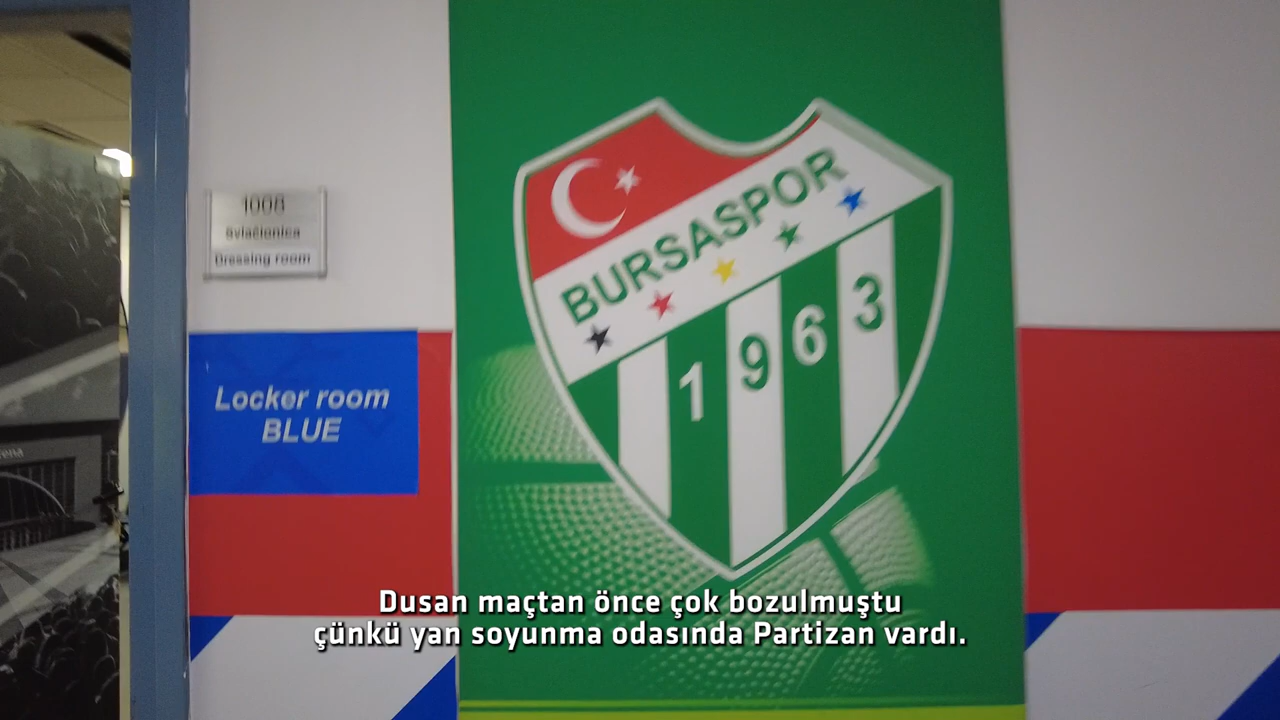 1008
svlačionica
Dressing room
Locker room
BLUE
BURSASPOR
1963
Dusan maçtan önce çok bozulmuştu
çünkü yan soyunma odasında Partizan vardı.